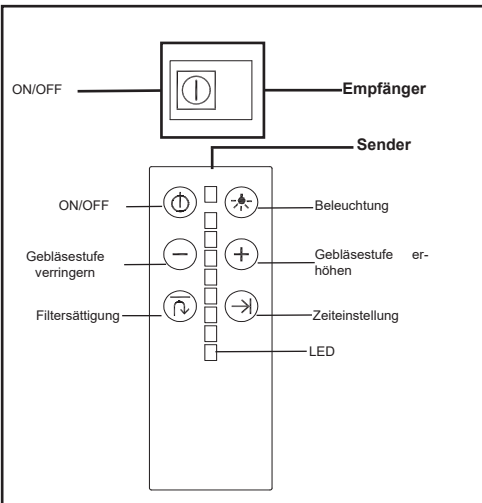 ON/OFF
Empfänger
Sender
ON/OFF
Beleuchtung
Gebläsestufe
verringern
Gebläsestufe er-
höhen
Filtersättigung
Zeiteinstellung
LED